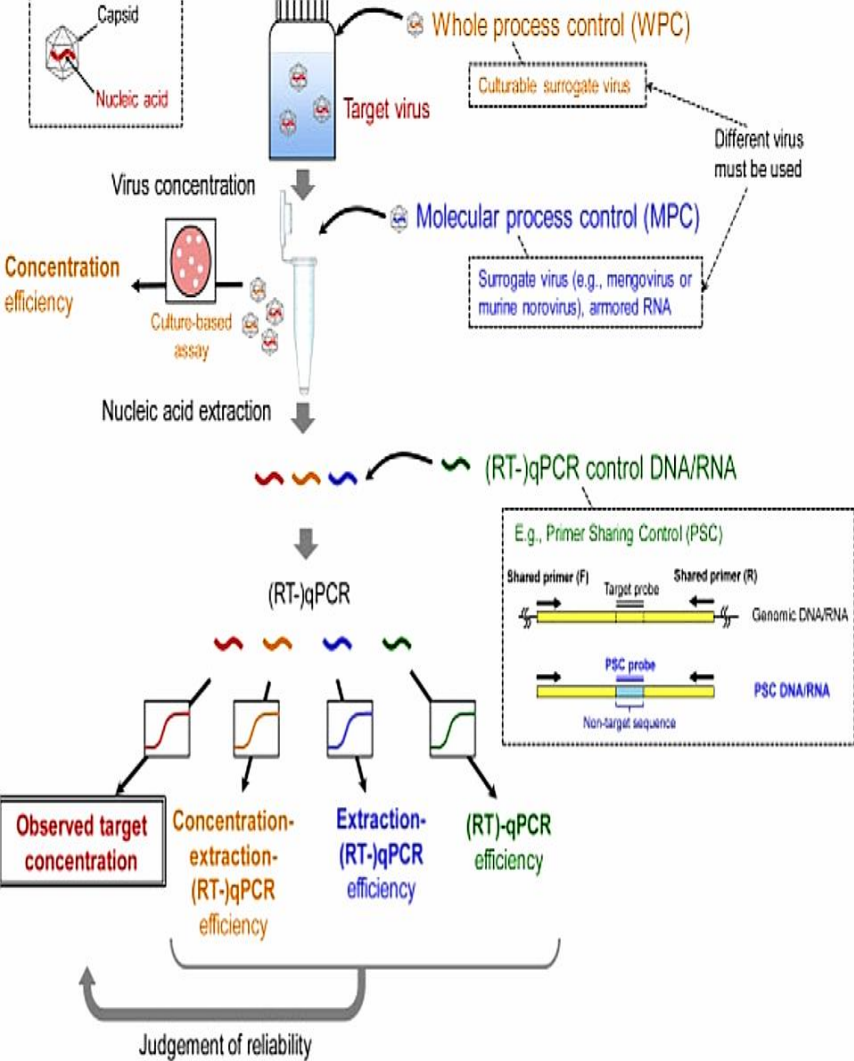 Capsid
Nucleic acid
Whole process control (WPC)
Culturable surrogate virus
Target virus
Different virus
must be used
Virus concentration
Molecular process control (MPC)
Surrogate virus (e.g., mengovirus or
murine norovirus), armored RNA
Concentration
efficiency
Culture-based
assay
Nucleic acid extraction
(RT-)qPCR control DNA/RNA
E.g., Primer Sharing Control (PSC)
Shared primer (F)
Target probe
Shared primer (R)
Genomic DNA/RNA
PSC probe
PSC DNA/RNA
Non-target sequence
(RT-)qPCR
Observed target
concentration
Concentration-
extraction-
(RT-)qPCR
efficiency
Extraction-
(RT-)qPCR
efficiency
(RT)-qPCR
efficiency
Judgement of reliability